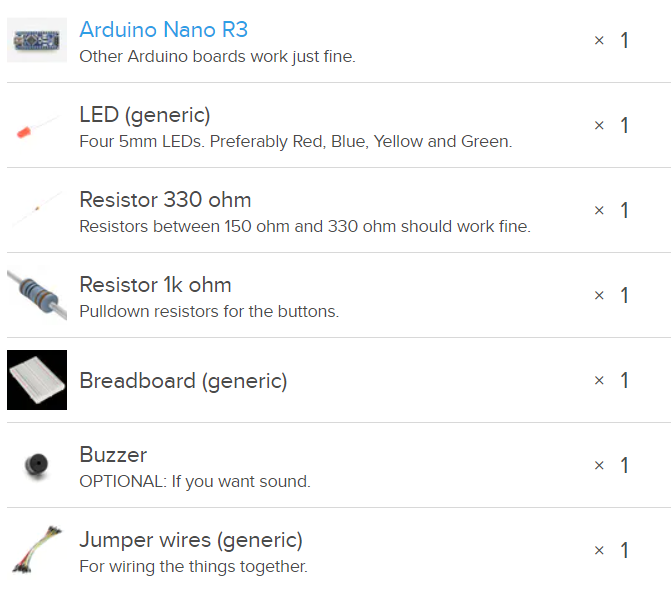 Arduino Nano R3
Other Arduino boards work just fine.
× 1
LED (generic)
Four 5mm LEDs. Preferably Red, Blue, Yellow and Green.
× 1
Resistor 330 ohm
Resistors between 150 ohm and 330 ohm should work fine.
× 1
Resistor 1k ohm
Pulldown resistors for the buttons.
× 1
Breadboard (generic)
× 1
Buzzer
OPTIONAL: If you want sound.
× 1
Jumper wires (generic)
For wiring the things together.
× 1